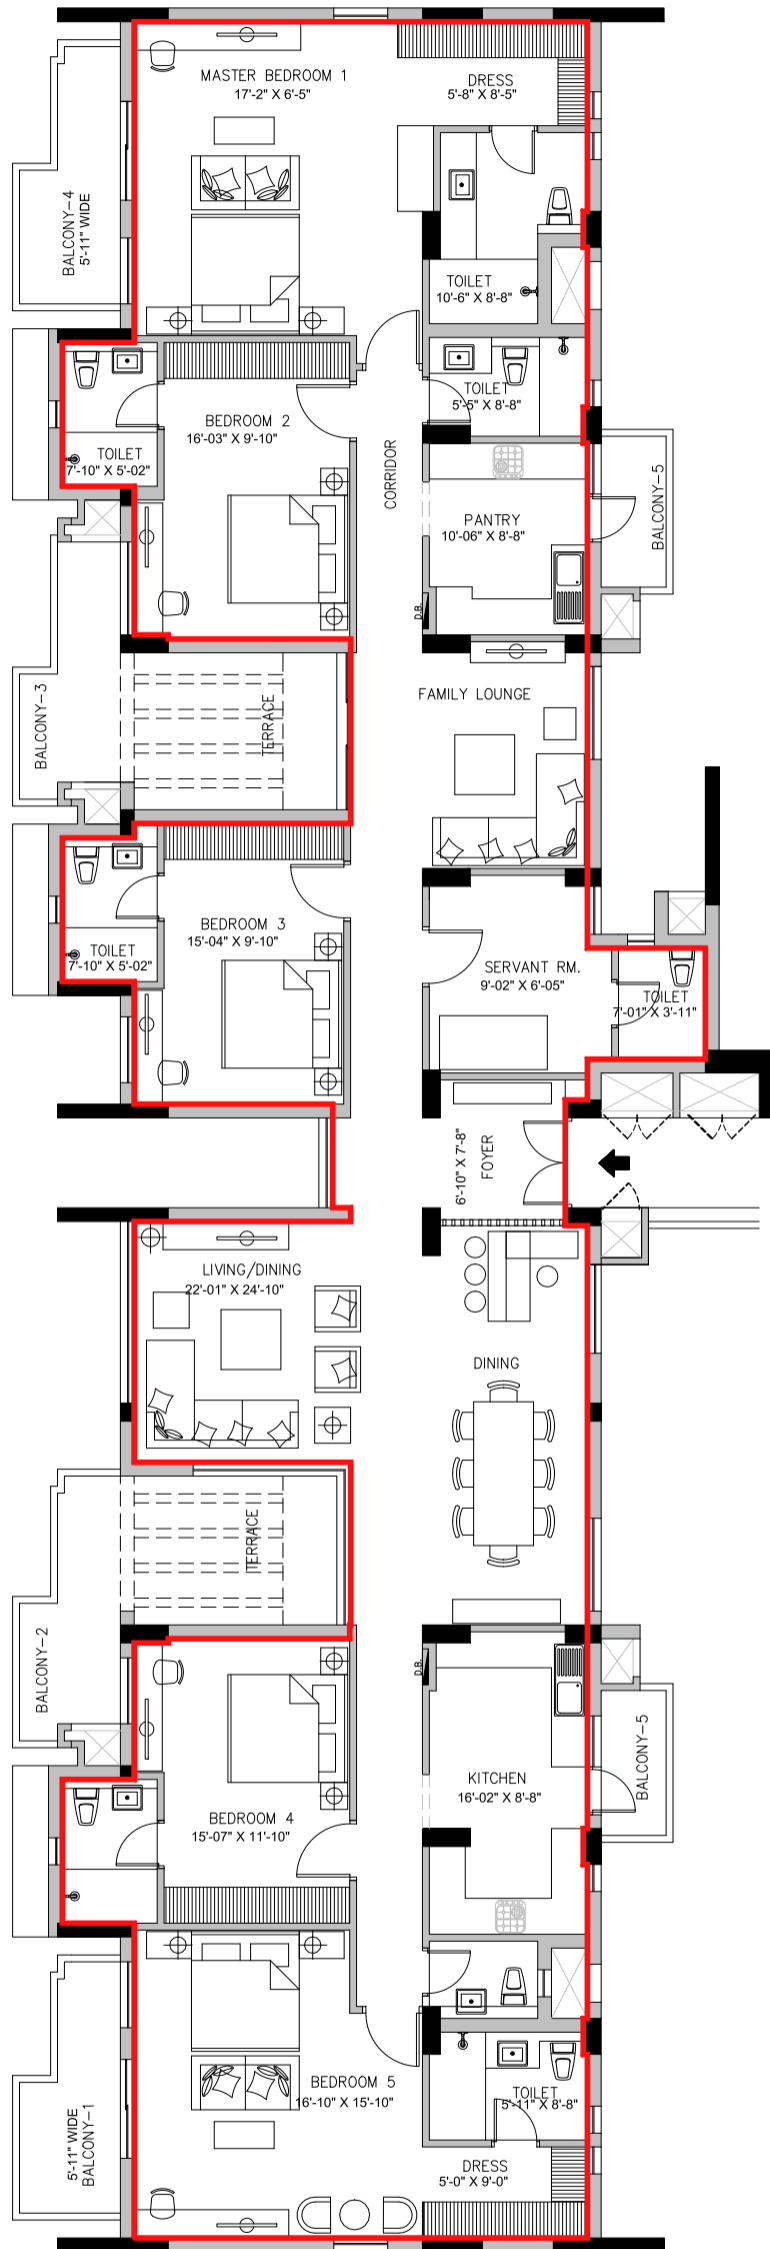 MASTER BEDROOM 1
17'-2" X 6'-5"
DRESS
5'-8" X 8'-5"
BALCONY-4
5'-11" WIDE
TOILET
10'-6" X 8'-8"
TOILET
5'-5" X 8'-8"
BEDROOM 2
16'-03" X 9'-10"
TOILET
7'-10" X 5'-02"
CORRIDOR
PANTRY
10'-06" X 8'-8"
BALCONY-5
D.B.
BALCONY-3
TERRACE
FAMILY LOUNGE
BEDROOM 3
15'-04" X 9'-10"
TOILET
7'-10" X 5'-02"
SERVANT RM.
9'-02" X 6'-05"
TOILET
7'-01" X 3'-11"
FOYER
6'-10" X 7'-8"
LIVING/DINING
22'-01" X 24'-10"
DINING
TERRACE
BALCONY-2
D.B.
KITCHEN
16'-02" X 8'-8"
BALCONY-5
BEDROOM 4
15'-07" X 11'-10"
BEDROOM 5
16'-10" X 15'-10"
TOILET
5'-11" X 8'-8"
5'-11" WIDE
BALCONY-1
DRESS
5'-0" X 9'-0"